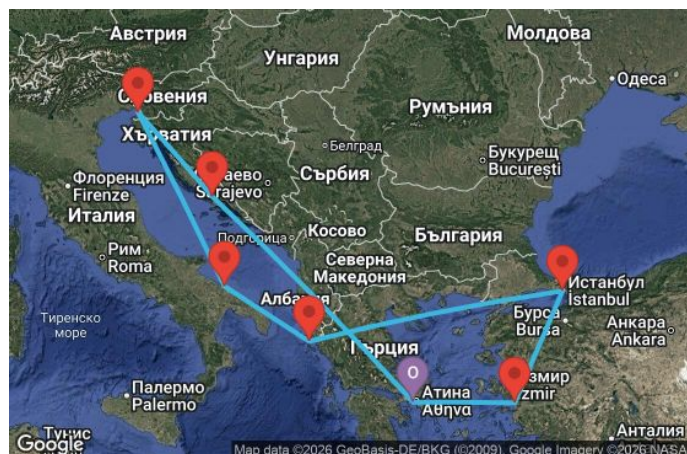 Австрия
Молдова
Унгария
Одеса
Словения
Румъния
Хърватия
Белград
Букурещ
București
Флоренция
Firenze
Сърбия
Sarajevo
Италия
Рим
Roma
Подгорица
Косово
България
Северна
Македония
Албания
Истанбул
İstanbul
Тиренско
море
Бурса
Bursa
Анкара
Ankara
Гърция
O
Палермо
Palermo
Атина
Αθήνα
Измир
İzmir
Анталия
Тунис
Google
Map data ©2026 GeoBasis-DE/BKG (©2009), Google Imagery ©2026 NASA